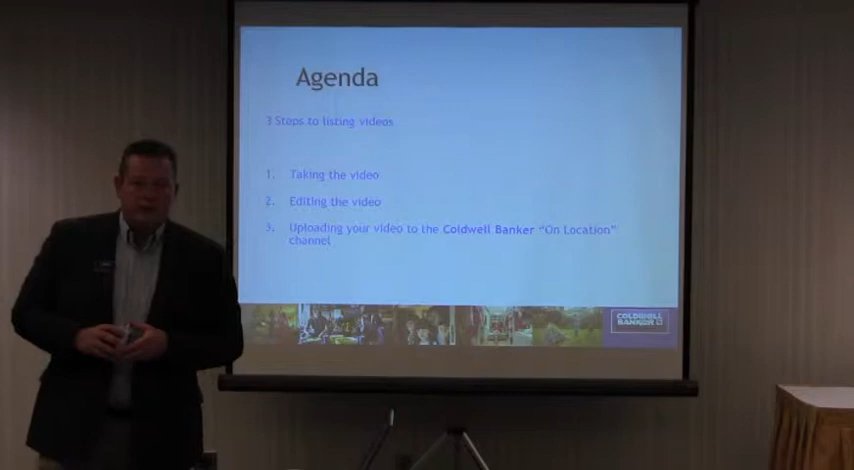 Agenda
3 Steps to listing videos
1. Taking the video
2. Editing the video
3. Uploading your video to the Coldwell Banker “On Location”
channel
COLDWELL
BANKER